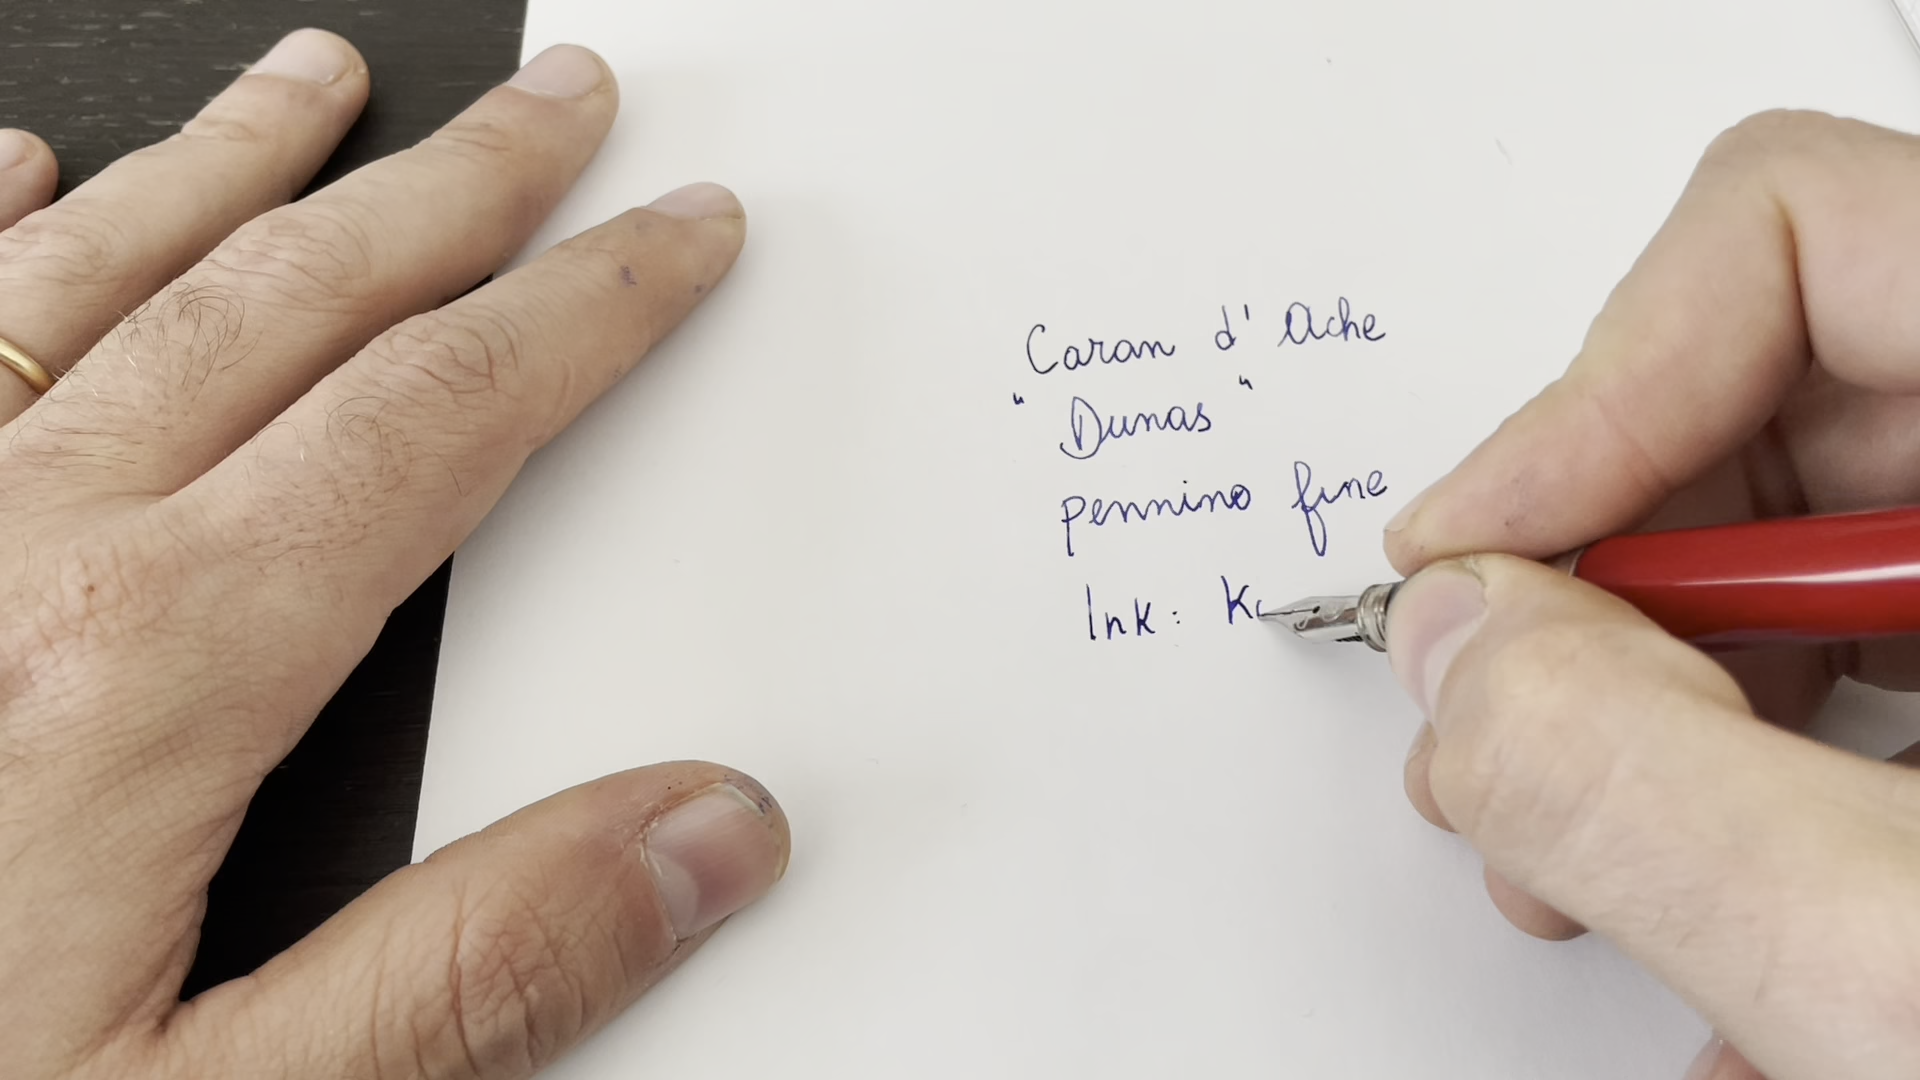 Caran d'Ache
"Dunas"
pennino fine
Ink: